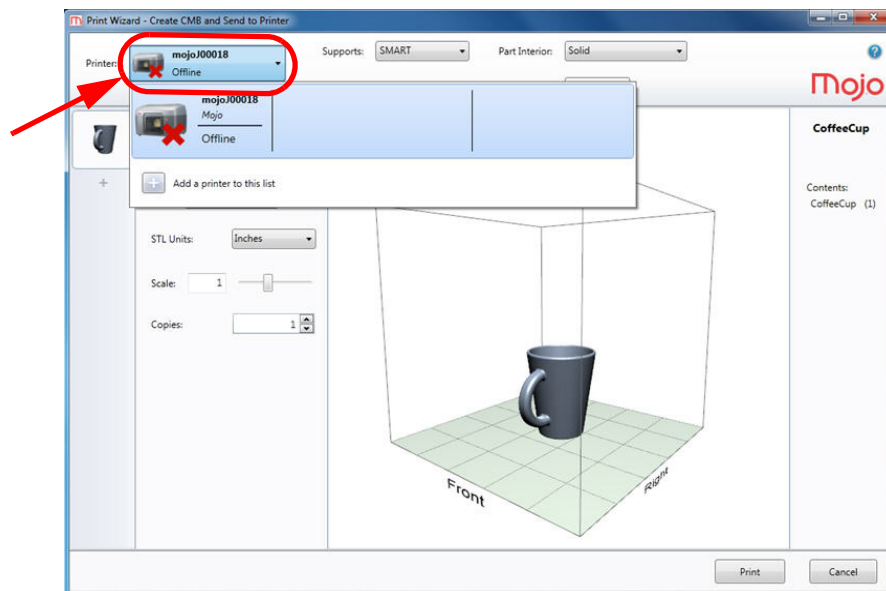 Print Wizard - Create CMB and Send to Printer
Printer:
mojoJ00018
Offline
Supports:
SMART
Part Interior:
Solid
?
mojo
mojoJ00018
Mojo
Offline
Add a printer to this list
CoffeeCup
Contents:
CoffeeCup (1)
STL Units:
Inches
Scale:
1
Copies:
1
Front
Right
Print
Cancel